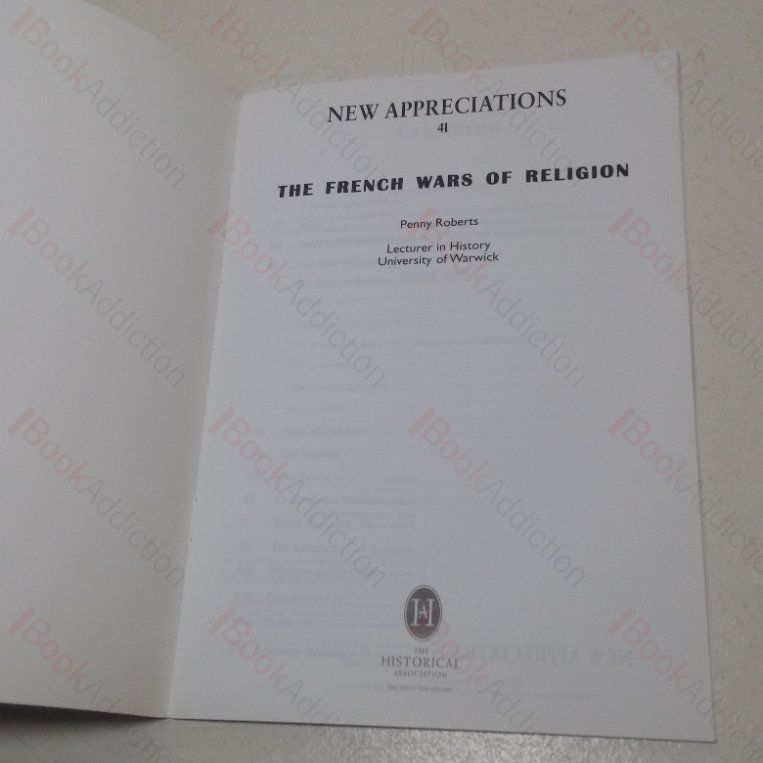 NEW APPRECIATIONS
41
THE FRENCH WARS OF RELIGION
Penny Roberts
Lecturer in History
University of Warwick
HA
THE
HISTORICAL
ASSOCIATION
BookAddiction